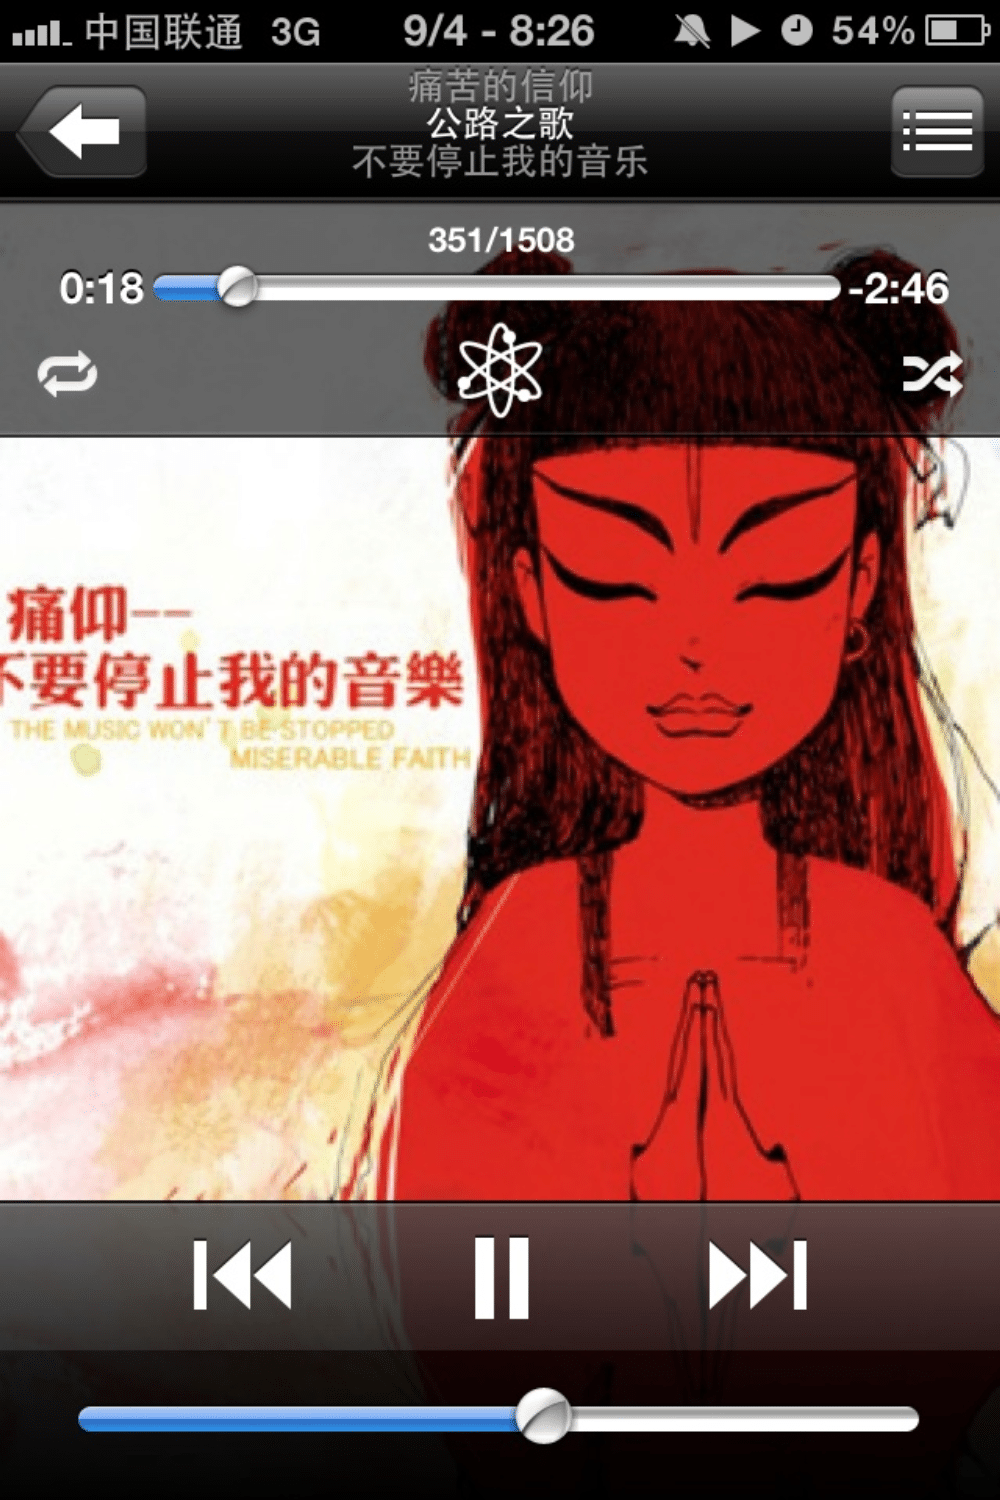 中国联通 3G 9/4 - 8:26 54%
痛苦的信仰
公路之歌
不要停止我的音乐
351/1508
0:18 -2:46
痛仰--
不要停止我的音樂
THE MUSIC WON'T BE STOPPED
MISERABLE FAITH